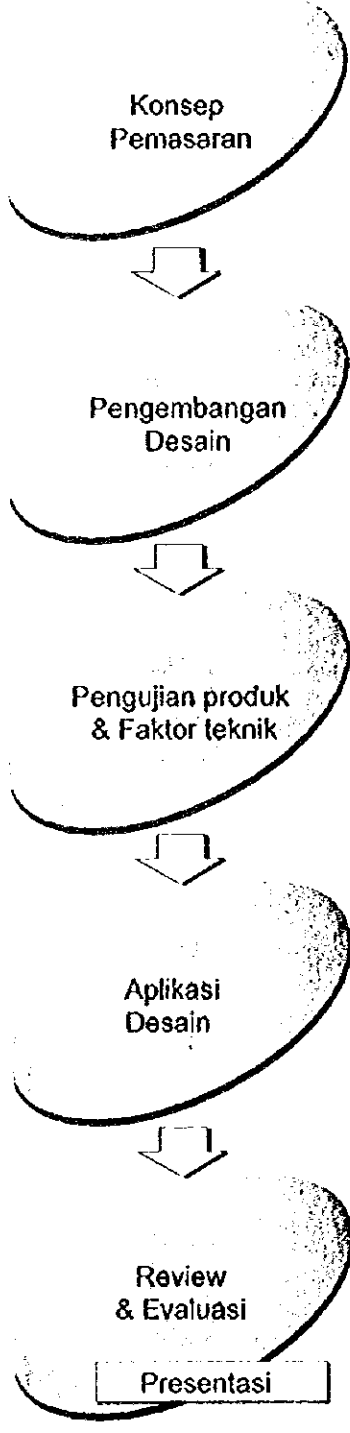 Konsep
Pemasaran
Pengembangan
Desain
Pengujian produk
& Faktor teknik
Aplikasi
Desain
Review
& Evaluasi
Presentasi